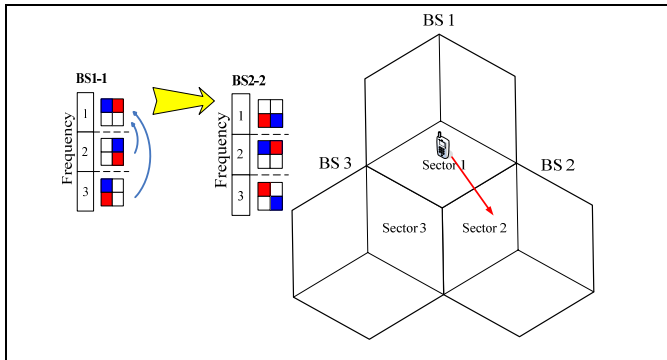 BS 1
BS1-1
BS2-2
Frequency
1
2
3
Frequency
1
2
3
BS 3
Sector 1
BS 2
Sector 3
Sector 2